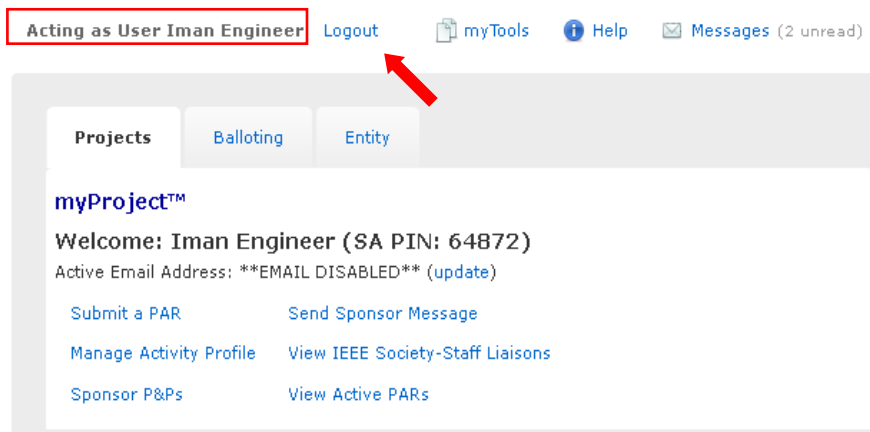 Acting as User Iman Engineer Logout myTools Help Messages (2 unread)
Projects Balloting Entity
myProject™
Welcome: Iman Engineer (SA PIN: 64872)
Active Email Address: **EMAIL DISABLED** (update)
Submit a PAR Send Sponsor Message
Manage Activity Profile View IEEE Society-Staff Liaisons
Sponsor P&Ps View Active PARs